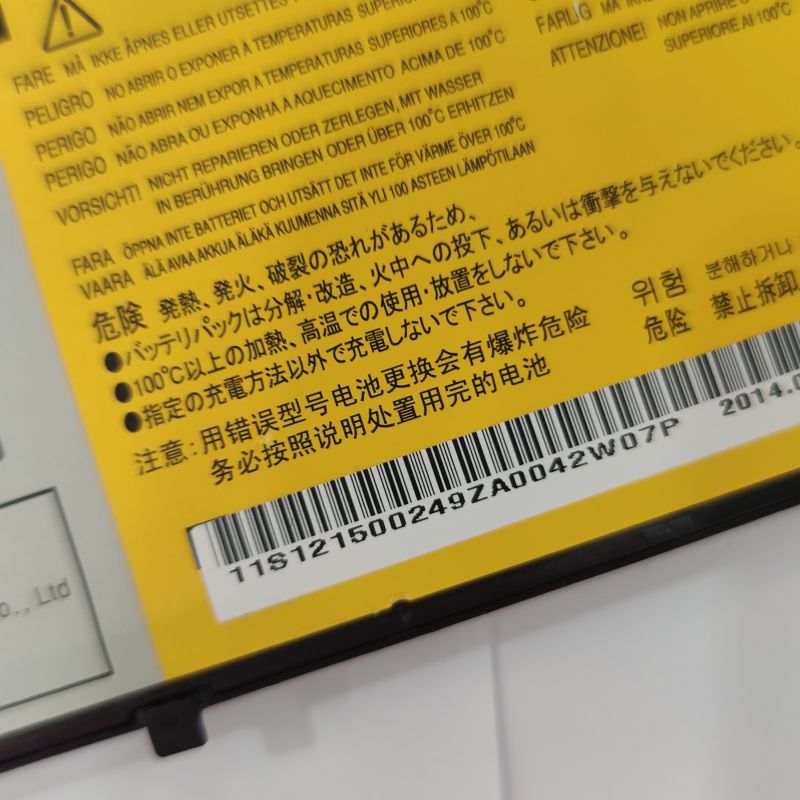 FARE MÅ IKKE ÅPNES ELLER UTSETTES
PELIGRO NO ABRIR O EXPONER A TEMPERATURAS SUPERIORES
PERIGO NÃO ABRIR NEM EXPOR A TEMPERATURAS SUPERIORES A 100°C
PERIGO NÃO ABRA OU EXPONHA A AQUECIMENTO ACIMA DE 100°C
VORSICHT! NICHT REPARIEREN ODER ZERLEGEN, MIT WASSER
IN BERÜHRUNG BRINGEN ODER ÜBER 100°C ERHITZEN
FARA ÖPPNA INTE BATTERIET OCH UTSÄTT DET INTE FÖR VÄRME ÖVER 100°C
VAARA ÄLÄ AVAA AKKUA ÄLÄKÄ KUUMENNA SITÄ YLI 100 ASTEEN LÄMPÖTILAAN
FARLIG MÅ IKKE
ATTENZIONE! NON APRIRE O
SUPERIORE AI 100°C
危険 発熱、発火、破裂の恐れがあるため、
●バッテリパックは分解・改造、火中への投下、あるいは衝撃を与えないでください。
●100℃以上の加熱、高温での使用・放置をしないで下さい。
●指定の充電方法以外で充電しないで下さい。
위험 분해하거나
危险 禁止拆卸
注意：用错误型号电池更换会有爆炸危险
务必按照说明处置用完的电池
11S121500249ZA0042W07P 2014.0
o., Ltd